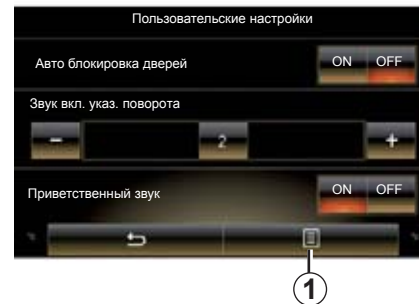 Пользовательские настройки
Авто блокировка дверей ON OFF
Звук вкл. указ. поворота
- 2 +
Приветственный звук ON OFF
1